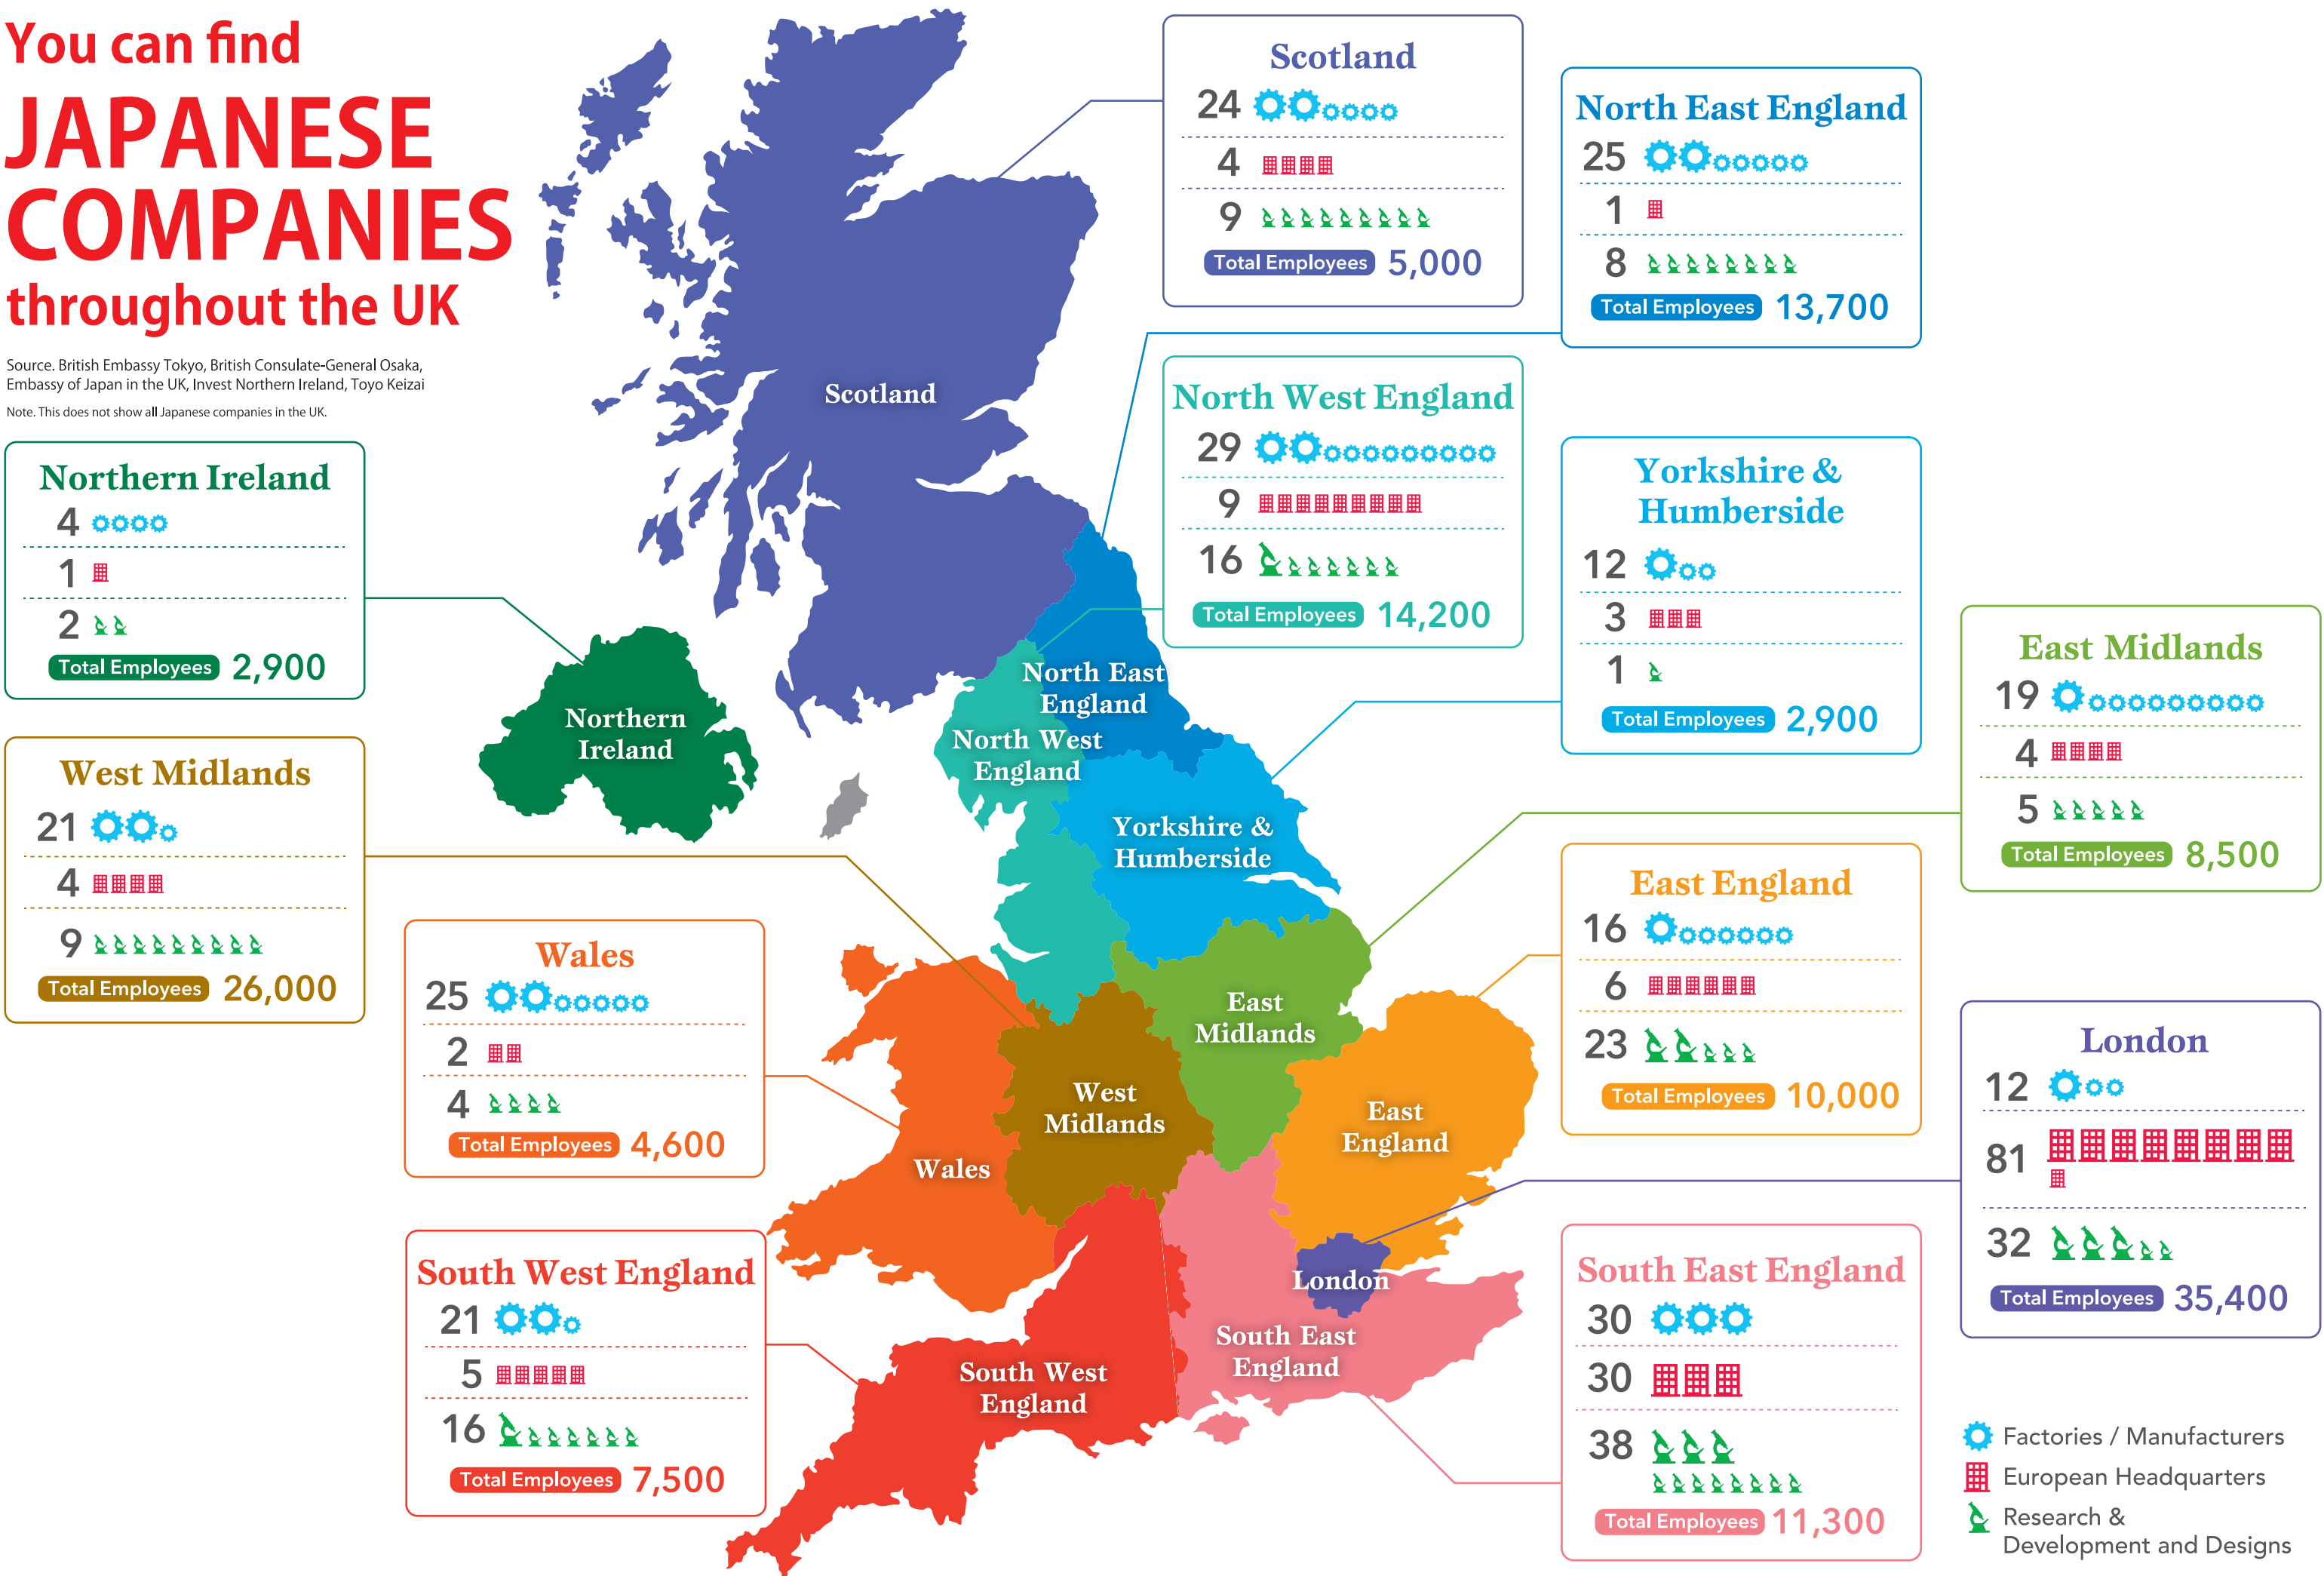 You can find
JAPANESE
COMPANIES
throughout the UK
Source. British Embassy Tokyo, British Consulate-General Osaka,
Embassy of Japan in the UK, Invest Northern Ireland, Toyo Keizai
Note. This does not show all Japanese companies in the UK.
Scotland
24
4
9
Total Employees 5,000
North East England
25
1
8
Total Employees 13,700
North West England
29
9
16
Total Employees 14,200
Northern Ireland
4
1
2
Total Employees 2,900
Yorkshire &
Humberside
12
3
1
Total Employees 2,900
East Midlands
19
4
5
Total Employees 8,500
West Midlands
21
4
9
Total Employees 26,000
East England
16
6
23
Total Employees 10,000
Wales
25
2
4
Total Employees 4,600
London
12
81
32
Total Employees 35,400
South West England
21
5
16
Total Employees 7,500
South East England
30
30
38
Total Employees 11,300
Scotland
North East
England
Northern
Ireland
North West
England
Yorkshire &
Humberside
East
Midlands
West
Midlands
East
England
Wales
London
South East
England
South West
England
Factories / Manufacturers
European Headquarters
Research &
Development and Designs